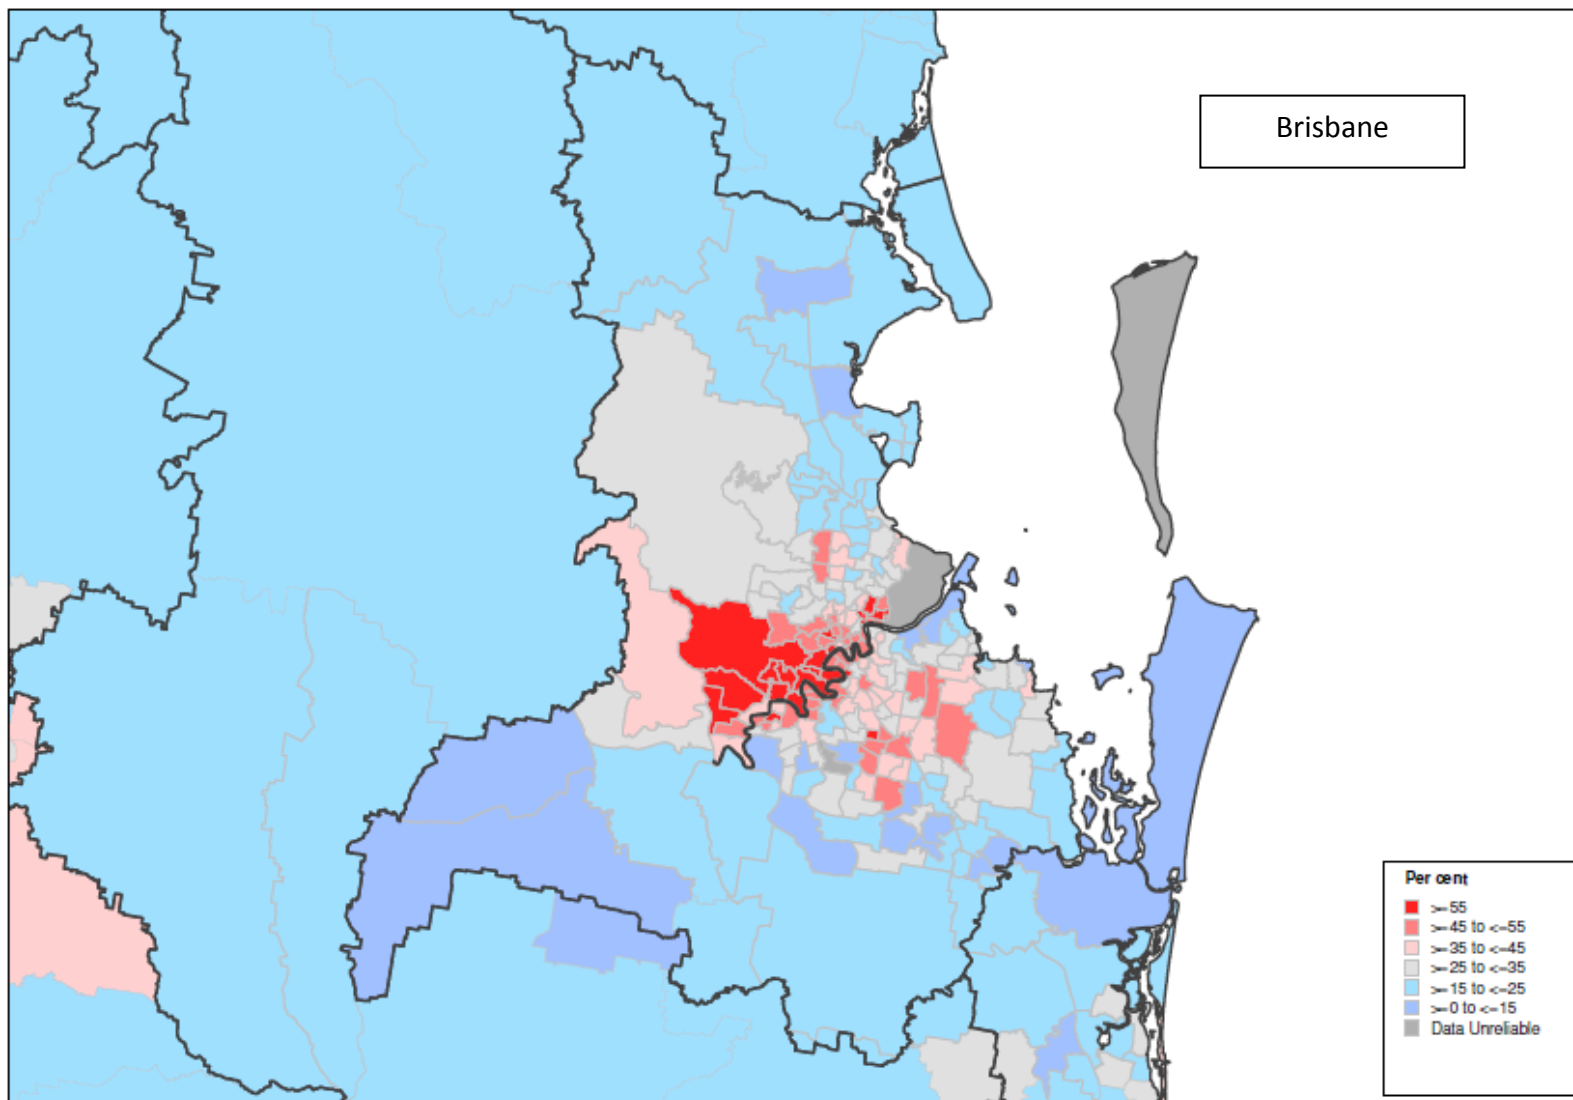 Brisbane
Per cent
>=55
>=45 to <=55
>=35 to <=45
>=25 to <=35
>=15 to <=25
>=0 to <=15
Data Unreliable